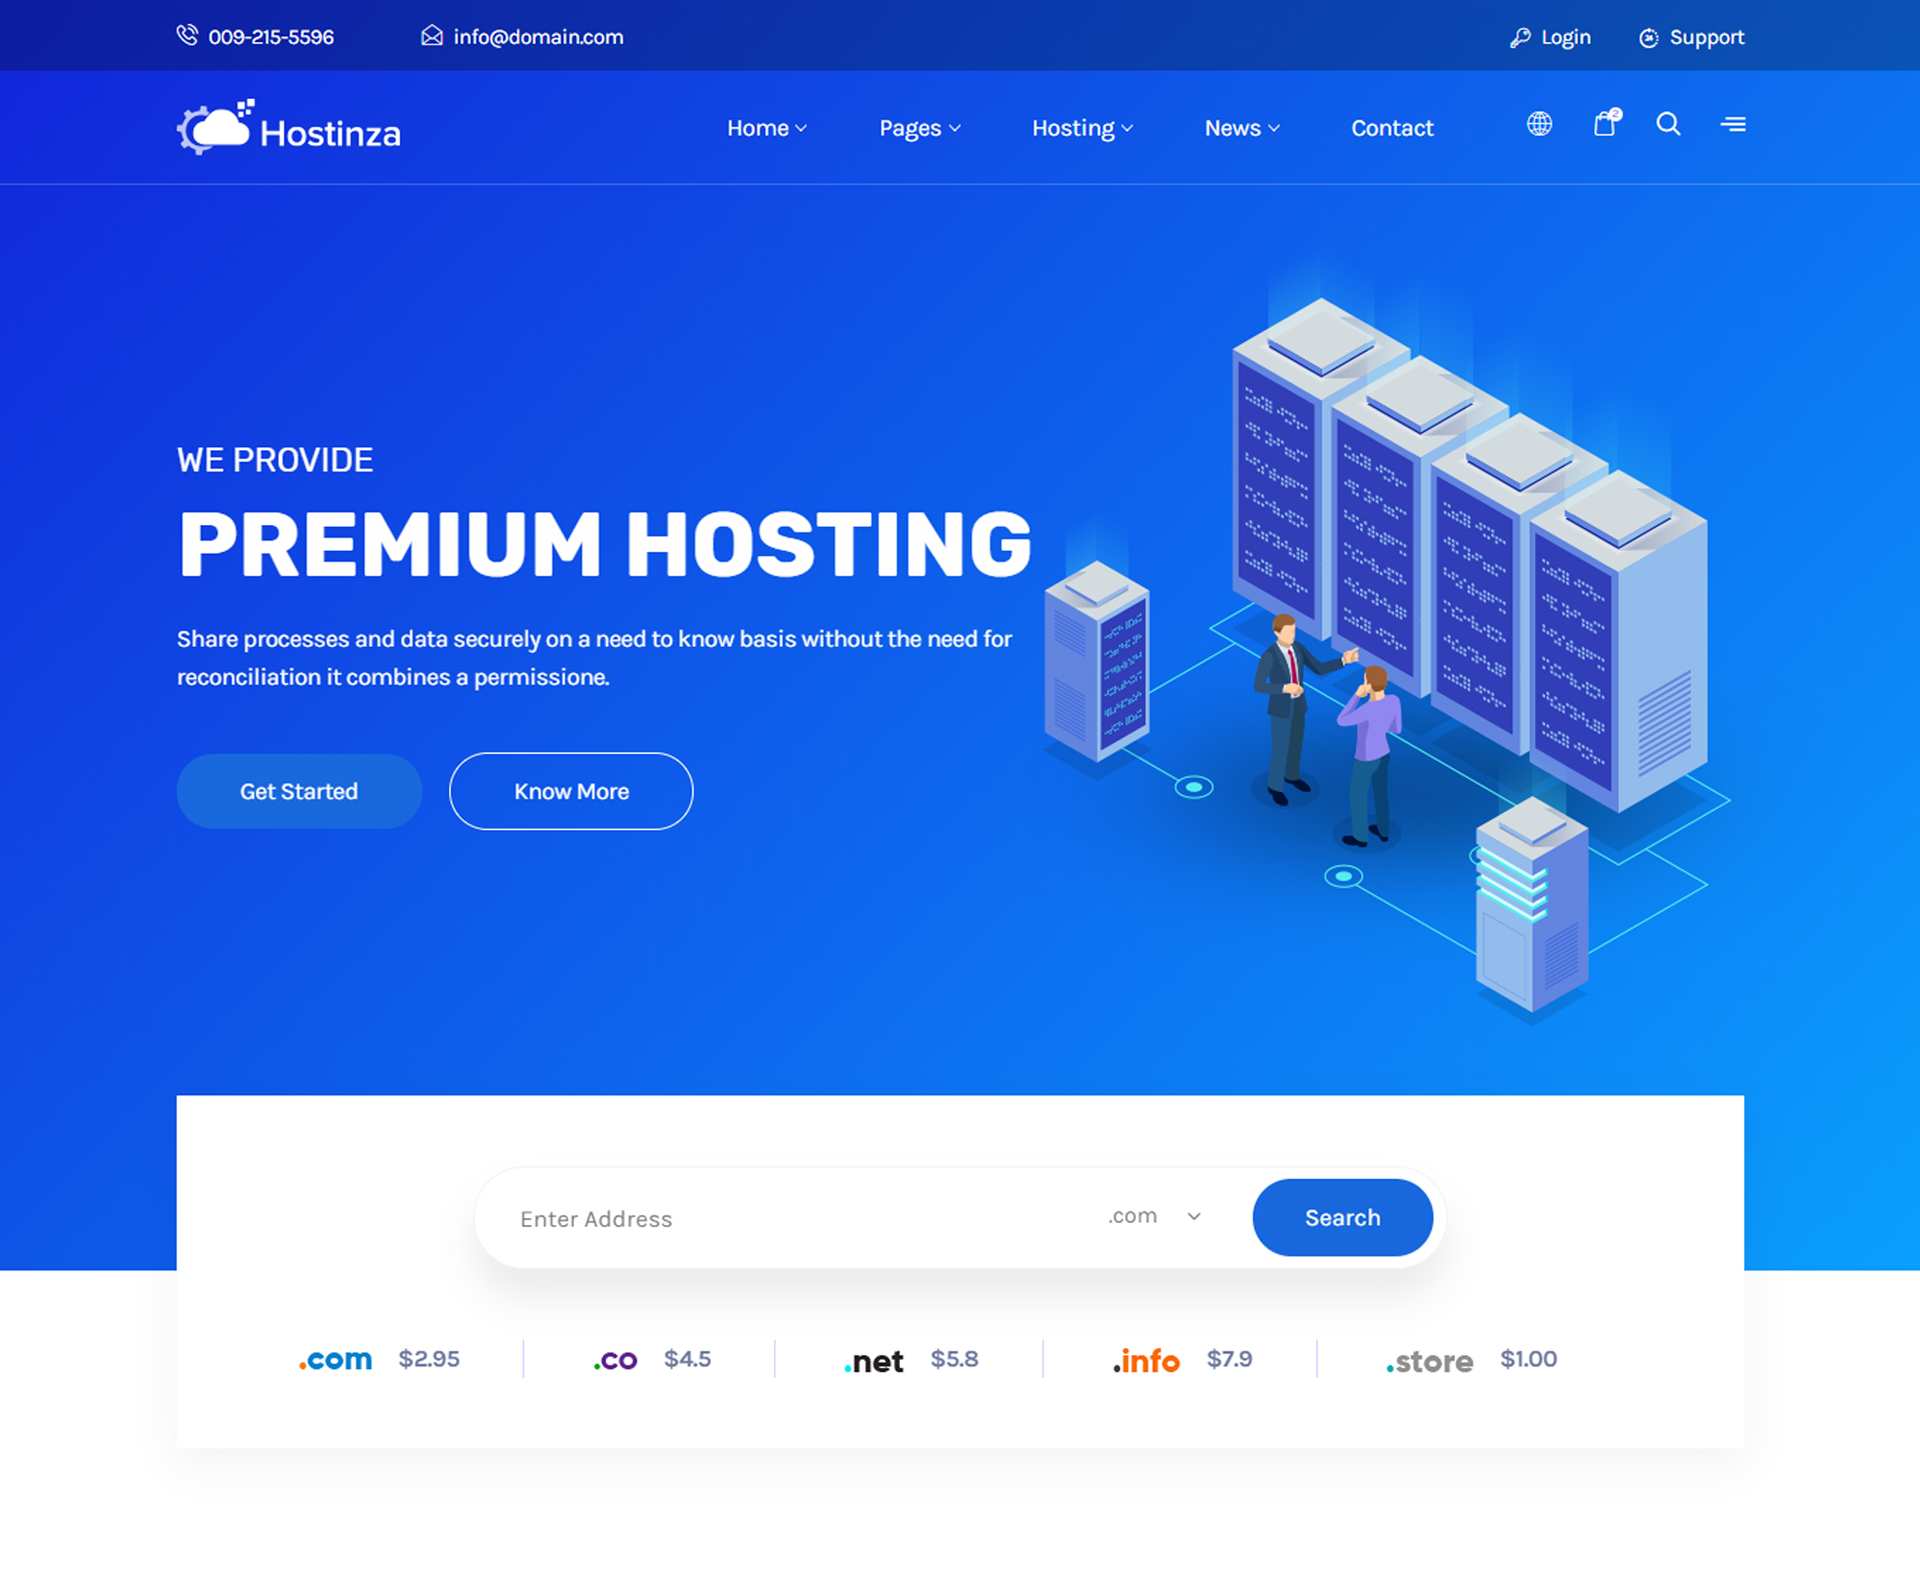 009-215-5596 info@domain.com Login Support
Hostinza Home Pages Hosting News Contact 2
WE PROVIDE
PREMIUM HOSTING
Share processes and data securely on a need to know basis without the need for
reconciliation it combines a permissione.
Get Started Know More
Enter Address .com Search
.com $2.95 .co $4.5 .net $5.8 .info $7.9 .store $1.00